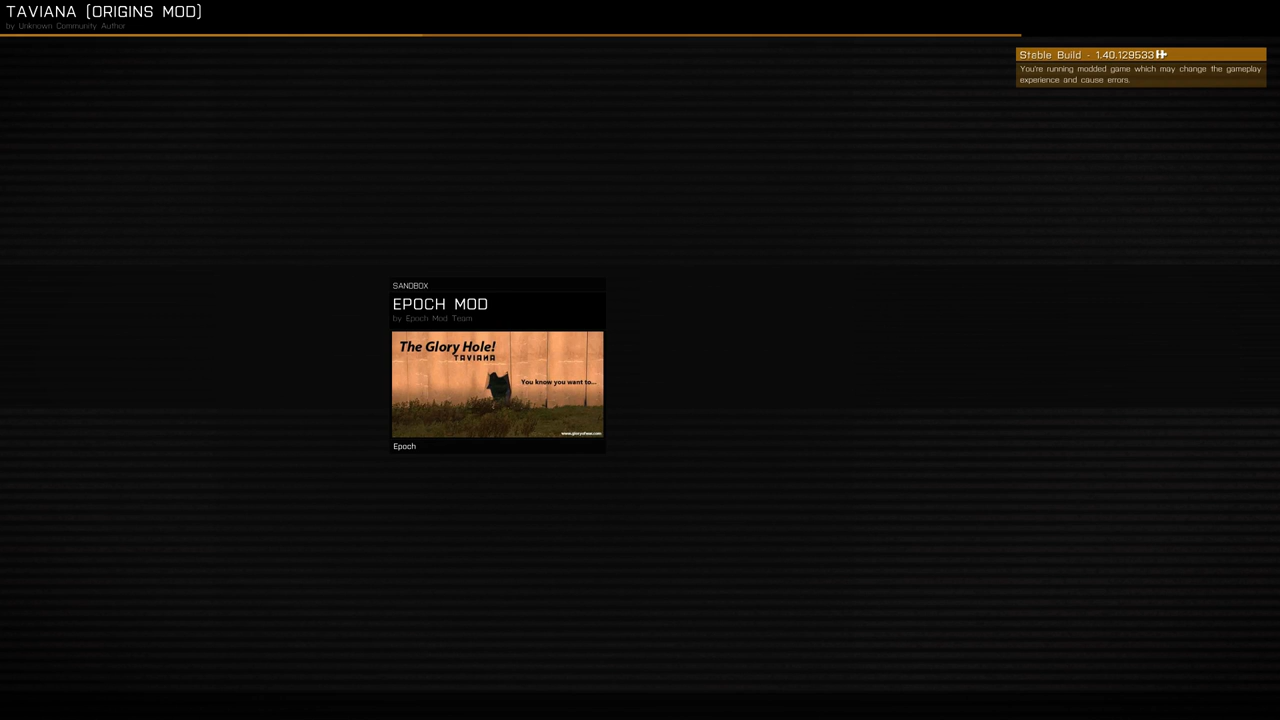 TAVIANA (ORIGINS MOD)
by Unknown Community Author
Stable Build - 1.40.129533
You're running modded game which may change the gameplay
experience and cause errors.
SANDBOX
EPOCH MOD
by Epoch Mod Team
The Glory Hole!
TAVIANA
You know you want to...
Epoch